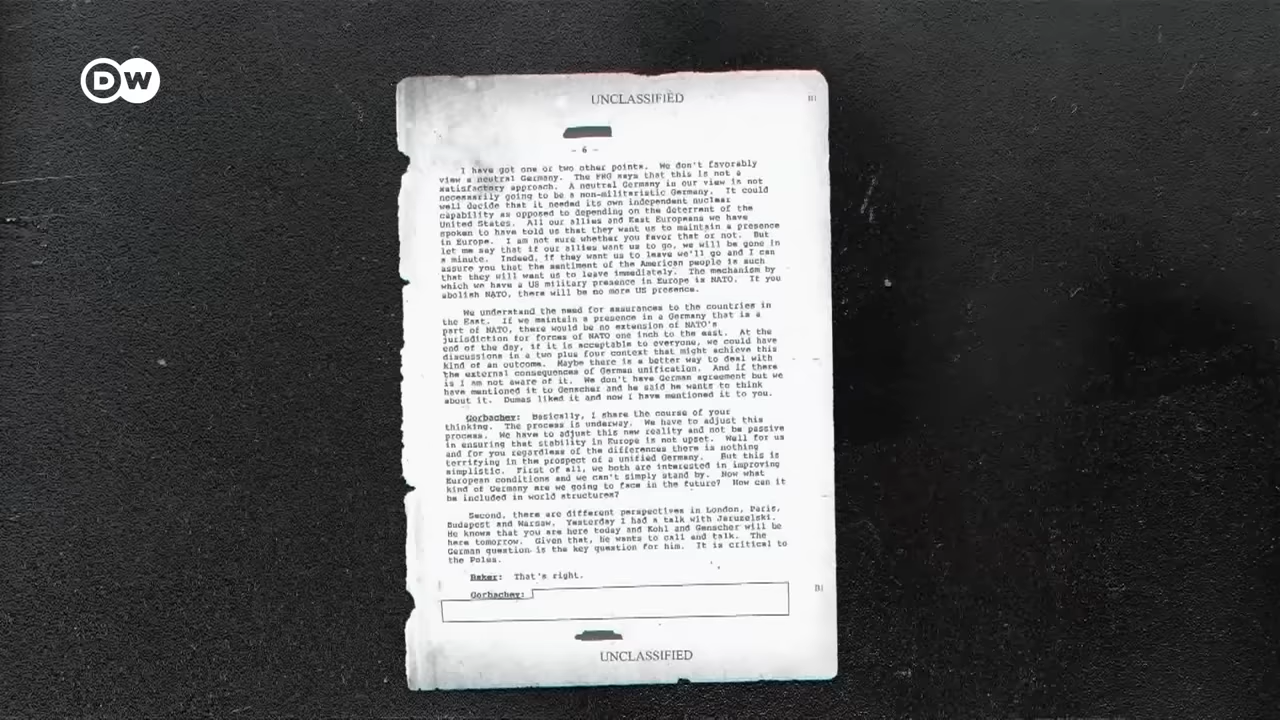 DW
UNCLASSIFIED
B1
- 6 -
I have got one or two other points. We don't favorably
view a neutral Germany. The FRG says that this is not a
satisfactory approach. A neutral Germany in our view is not
necessarily going to be a non-militaristic Germany. It could
well decide that it needed its own independent nuclear
capability as opposed to depending on the deterrent of the
United States. All our allies and East Europeans we have
spoken to have told us that they want us to maintain a presence
in Europe. I am not sure whether you favor that or not. But
let me say that if our allies want us to go, we will be gone in
a minute. Indeed, if they want us to leave we'll go and I can
assure you that the sentiment of the American people is such
that they will want us to leave immediately. The mechanism by
which we have a US military presence in Europe is NATO. If you
abolish NATO, there will be no more US presence.
We understand the need for assurances to the countries in
the East. If we maintain a presence in a Germany that is a
part of NATO, there would be no extension of NATO's
jurisdiction for forces of NATO one inch to the east. At the
end of the day, if it is acceptable to everyone, we could have
discussions in a two plus four context that might achieve this
kind of an outcome. Maybe there is a better way to deal with
the external consequences of German unification. And if there
is I am not aware of it. We don't have German agreement but we
have mentioned it to Genscher and he said he wants to think
about it. Dumas liked it and now I have mentioned it to you.
Gorbachev: Basically, I share the course of your
thinking. The process is underway. We have to adjust this
process. We have to adjust this new reality and not be passive
in ensuring that stability in Europe is not upset. Well for us
and for you regardless of the differences there is nothing
terrifying in the prospect of a unified Germany. But this is
simplistic. First of all, we both are interested in improving
European conditions and we can't simply stand by. Now what
kind of Germany are we going to face in the future? How can it
be included in world structures?
Second, there are different perspectives in London, Paris,
Budapest and Warsaw. Yesterday I had a talk with Jaruzelski.
He knows that you are here today and Kohl and Genscher will be
here tomorrow. Given that, he wants to call and talk. The
German question is the key question for him. It is critical to
the Poles.
Baker: That's right.
Gorbachev:
B1
UNCLASSIFIED